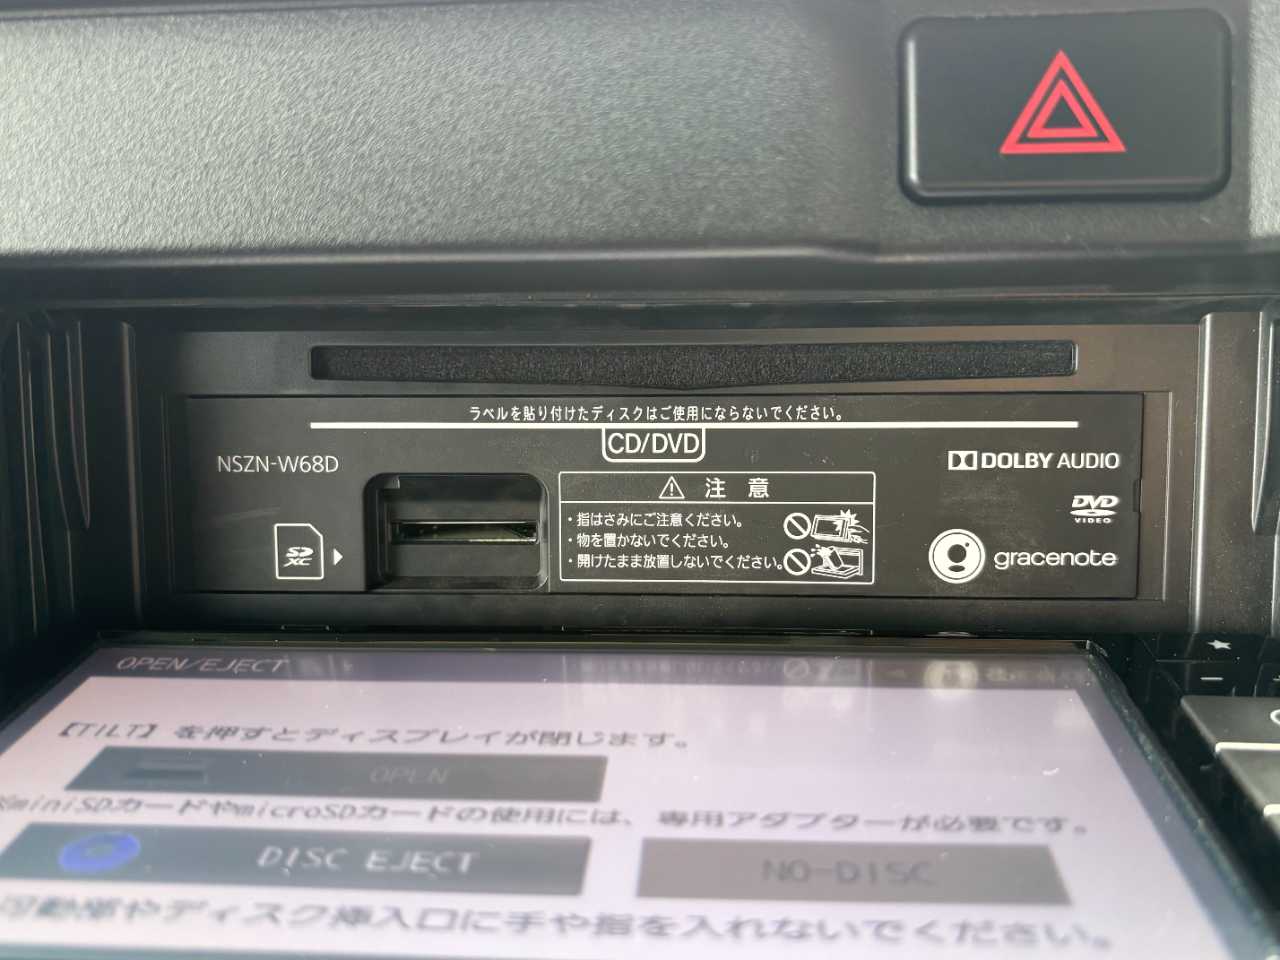 ラベルを貼り付けたディスクはご使用にならないでください。
CD/DVD
NSZN-W68D
DOLBY AUDIO
DVD
VIDEO
SD
XC
注 意
・指はさみにご注意ください。
・物を置かないでください。
・開けたまま放置しないでください。
gracenote
OPEN/EJECT
【TILT】を押すとディスプレイが閉じます。
OPEN
miniSDカードやmicroSDカードの使用には、専用アダプターが必要です。
DISC EJECT
NO-DISC
可動部やディスク挿入口に手や指を入れないでください。